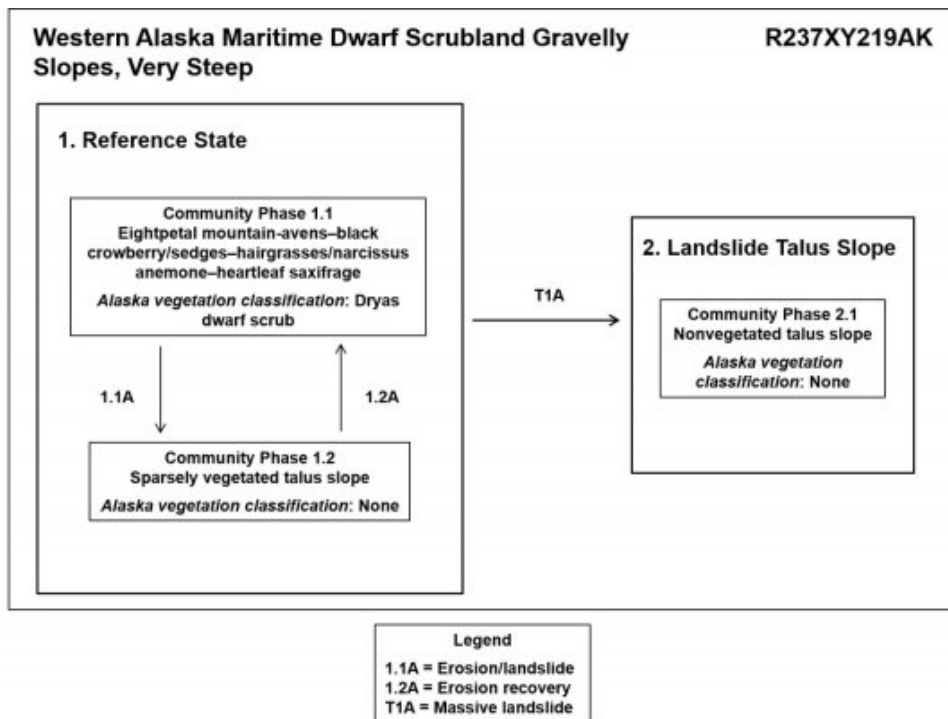 Western Alaska Maritime Dwarf Scrubland Gravelly
Slopes, Very Steep
R237XY219AK
1. Reference State
Community Phase 1.1
Eightpetal mountain-avens–black
crowberry/sedges–hairgrasses/narcissus
anemone–heartleaf saxifrage
Alaska vegetation classification: Dryas
dwarf scrub
1.1A
1.2A
Community Phase 1.2
Sparsely vegetated talus slope
Alaska vegetation classification: None
T1A
2. Landslide Talus Slope
Community Phase 2.1
Nonvegetated talus slope
Alaska vegetation
classification: None
Legend
1.1A = Erosion/landslide
1.2A = Erosion recovery
T1A = Massive landslide